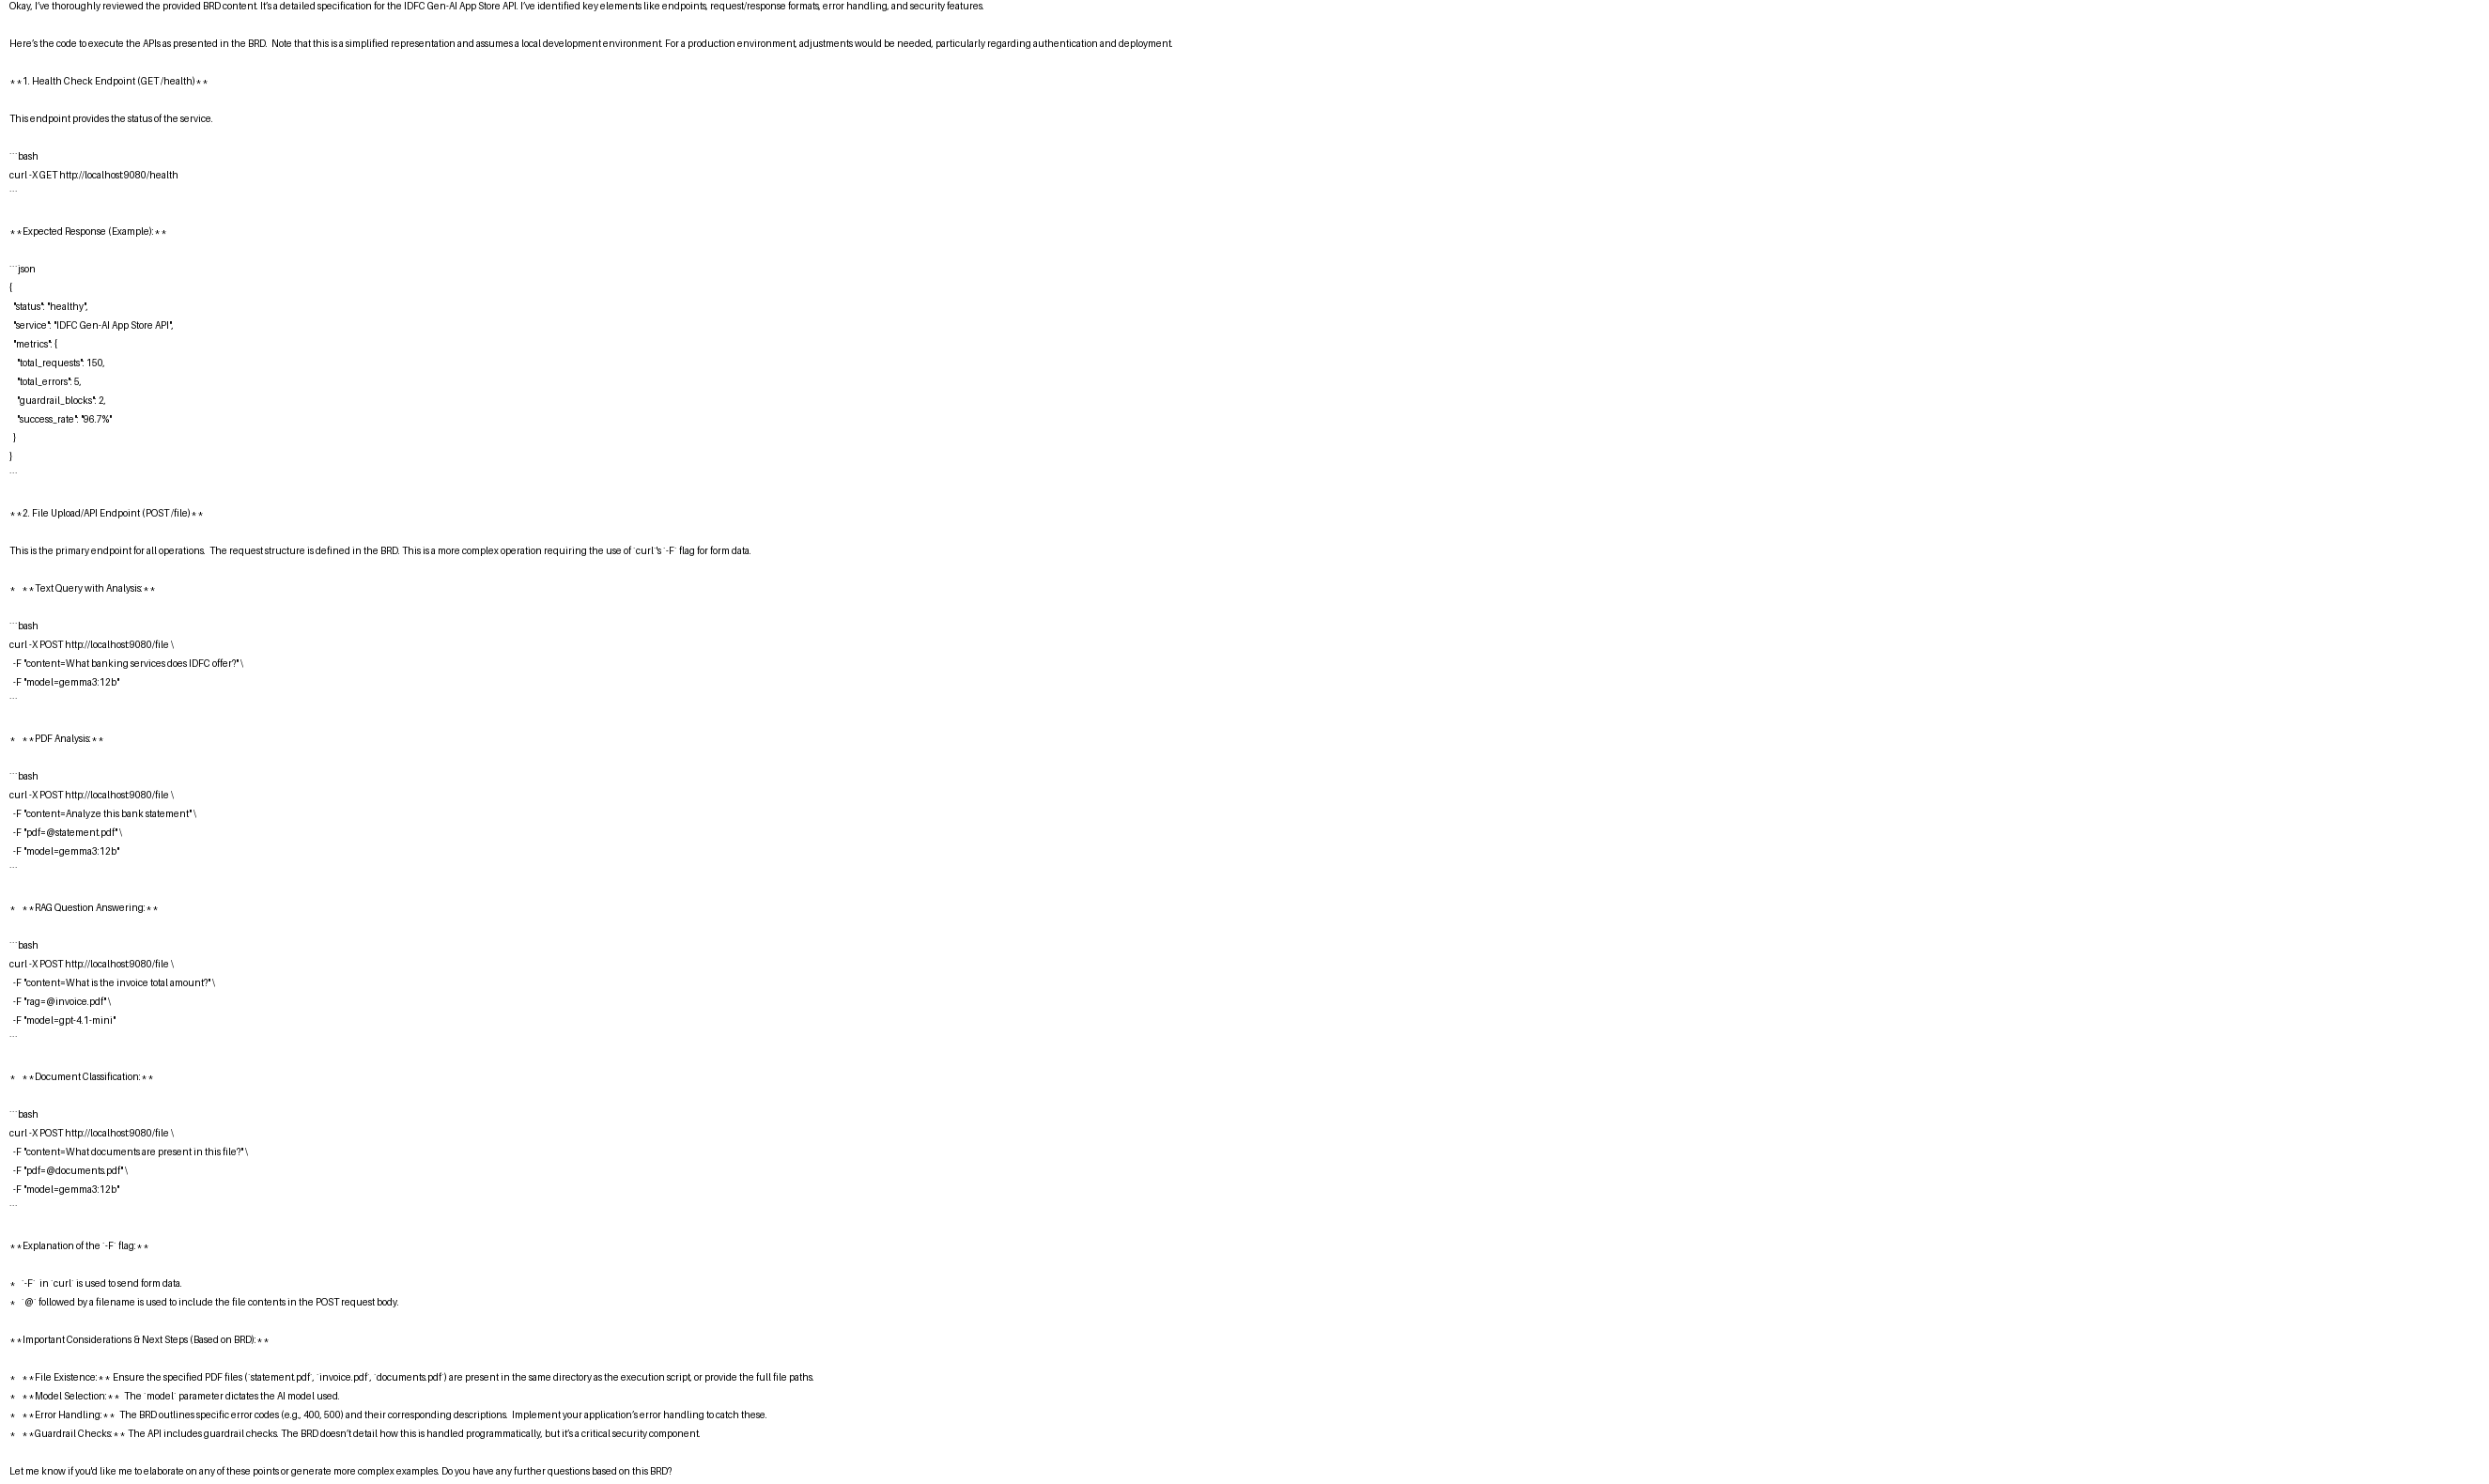 Okay, I've thoroughly reviewed the provided BRD content. It's a detailed specification for the IDFC Gen-AI App Store API. I've identified key elements like endpoints, request/response formats, error handling, and security features.
Here's the code to execute the APIs as presented in the BRD.  Note that this is a simplified representation and assumes a local development environment. For a production environment, adjustments would be needed, particularly regarding authentication and deployment.
**1. Health Check Endpoint (GET /health)**
This endpoint provides the status of the service.
```bash
curl -X GET http://localhost:9080/health
```
**Expected Response (Example):**
```json
{
  "status": "healthy",
  "service": "IDFC Gen-AI App Store API",
  "metrics": {
    "total_requests": 150,
    "total_errors": 5,
    "guardrail_blocks": 2,
    "success_rate": "96.7%"
  }
}
```
**2. File Upload/API Endpoint (POST /file)**
This is the primary endpoint for all operations.  The request structure is defined in the BRD. This is a more complex operation requiring the use of `curl`'s `-F` flag for form data.
*   **Text Query with Analysis:**
```bash
curl -X POST http://localhost:9080/file \
  -F "content=What banking services does IDFC offer?" \
  -F "model=gemma3:12b"
```
*   **PDF Analysis:**
```bash
curl -X POST http://localhost:9080/file \
  -F "content=Analyze this bank statement" \
  -F "pdf=@statement.pdf" \
  -F "model=gemma3:12b"
```
*   **RAG Question Answering:**
```bash
curl -X POST http://localhost:9080/file \
  -F "content=What is the invoice total amount?" \
  -F "rag=@invoice.pdf" \
  -F "model=gpt-4.1-mini"
```
*   **Document Classification:**
```bash
curl -X POST http://localhost:9080/file \
  -F "content=What documents are present in this file?" \
  -F "pdf=@documents.pdf" \
  -F "model=gemma3:12b"
```
**Explanation of the `-F` flag:**
*   `-F`  in `curl` is used to send form data.
*   `@` followed by a filename is used to include the file contents in the POST request body.
**Important Considerations & Next Steps (Based on BRD):**
*   **File Existence:** Ensure the specified PDF files (`statement.pdf`, `invoice.pdf`, `documents.pdf`) are present in the same directory as the execution script, or provide the full file paths.
*   **Model Selection:**  The `model` parameter dictates the AI model used.
*   **Error Handling:**  The BRD outlines specific error codes (e.g., 400, 500) and their corresponding descriptions.  Implement your application's error handling to catch these.
*   **Guardrail Checks:** The API includes guardrail checks. The BRD doesn't detail how this is handled programmatically, but it's a critical security component.
Let me know if you'd like me to elaborate on any of these points or generate more complex examples. Do you have any further questions based on this BRD?